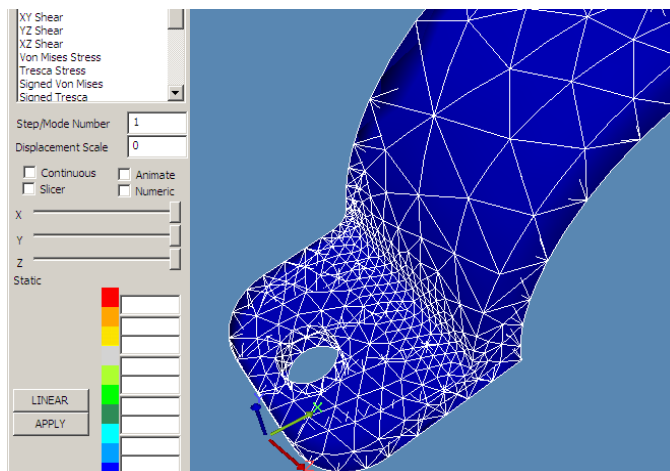 XY Shear
YZ Shear
XZ Shear
Von Mises Stress
Tresca Stress
Signed Von Mises
Signed Tresca
Step/Mode Number 1
Displacement Scale 0
Continuous Animate
Slicer Numeric
X
Y
Z
Static
LINEAR
APPLY